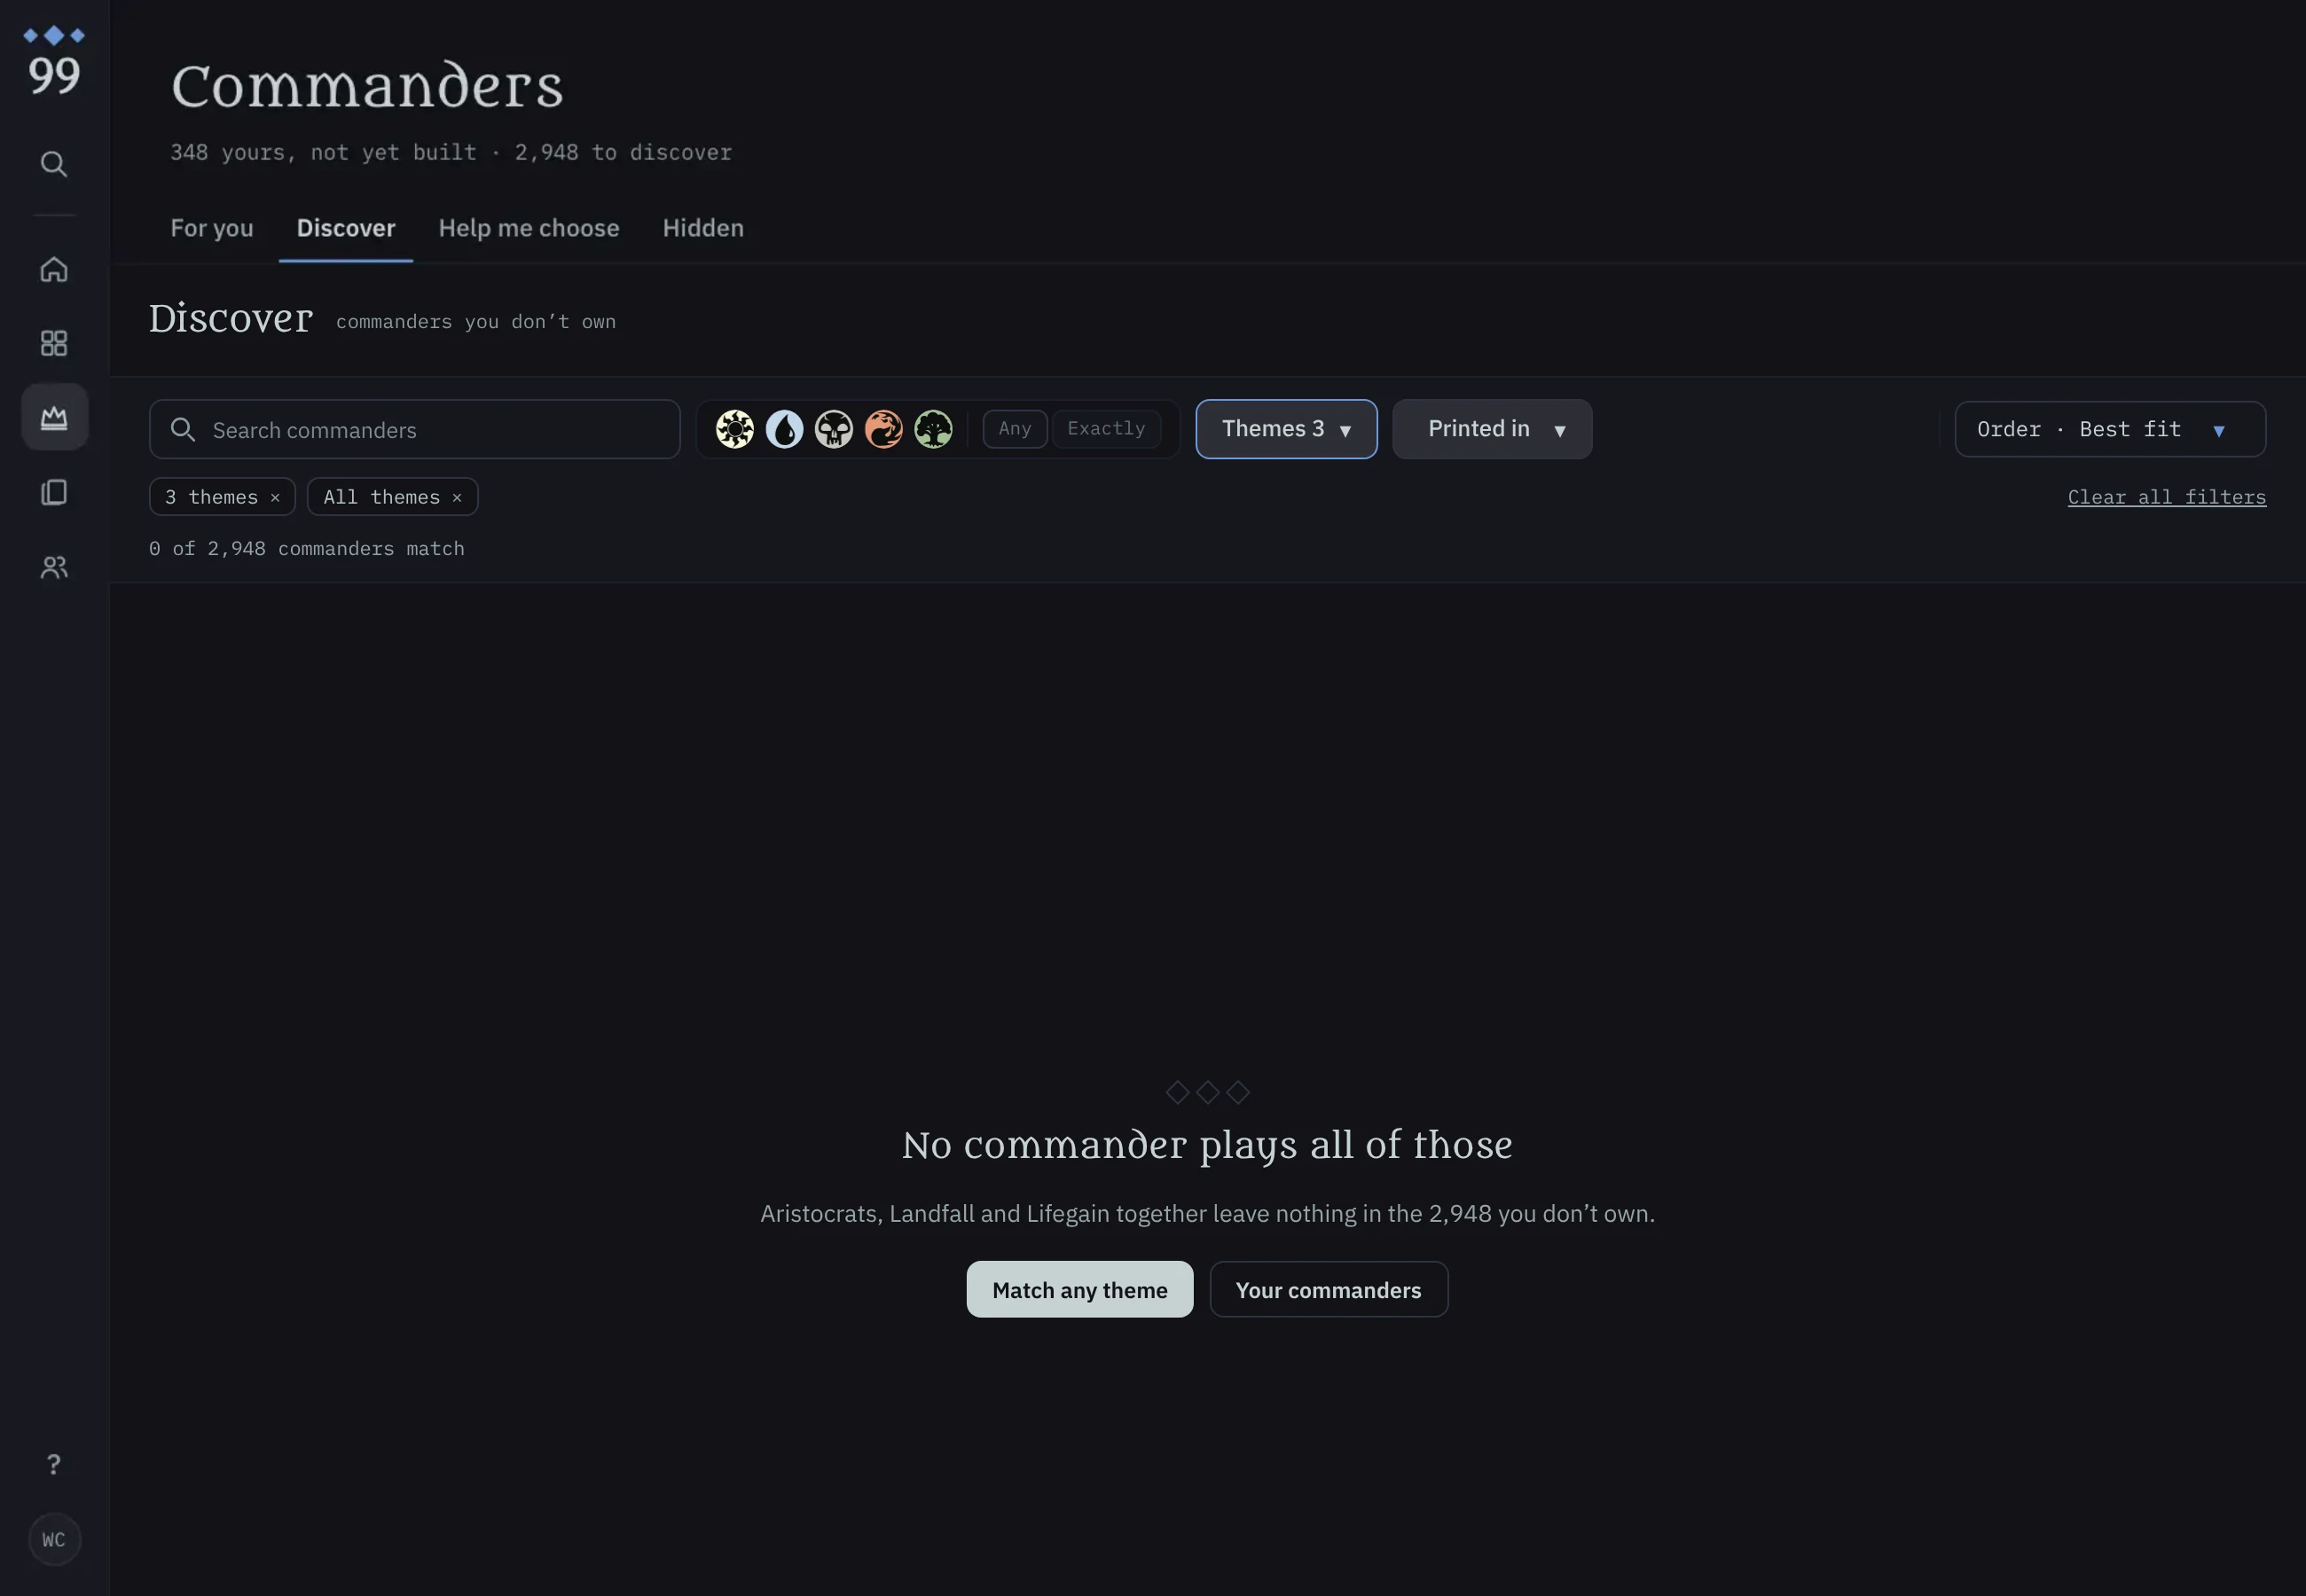 99
Commanders
348 yours, not yet built · 2,948 to discover
For you Discover Help me choose Hidden
Discover commanders you don’t own
Search commanders Any Exactly Themes 3 ▼ Printed in ▼ Order · Best fit ▼
3 themes × All themes × Clear all filters
0 of 2,948 commanders match
No commander plays all of those
Aristocrats, Landfall and Lifegain together leave nothing in the 2,948 you don’t own.
Match any theme Your commanders
?
WC